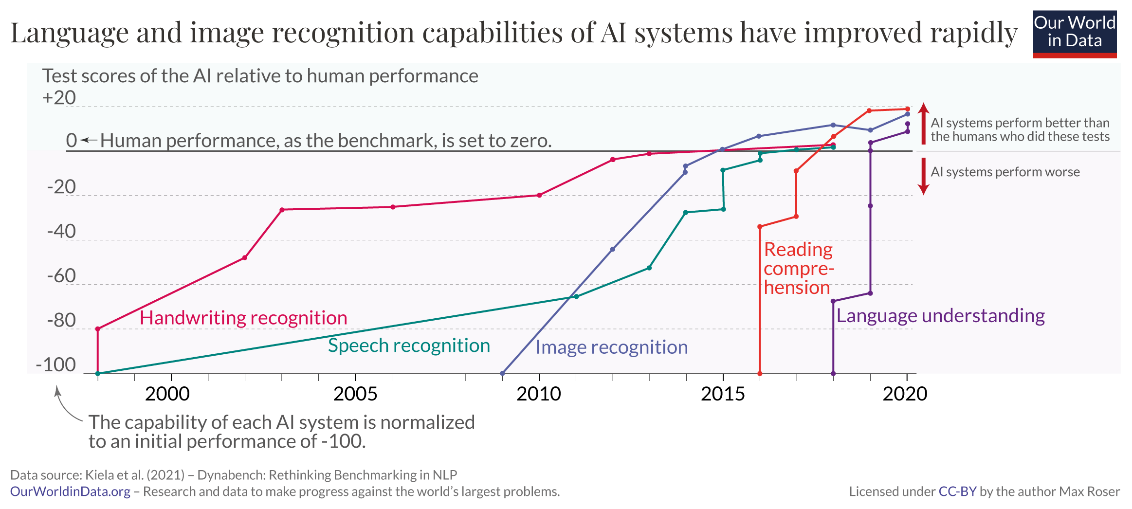 Language and image recognition capabilities of AI systems have improved rapidly
Our World
in Data
Test scores of the AI relative to human performance
+20
0
Human performance, as the benchmark, is set to zero.
AI systems perform better than
the humans who did these tests
AI systems perform worse
-20
-40
-60
-80
-100
Reading
compre-
hension
Handwriting recognition
Language understanding
Speech recognition
Image recognition
2000
2005
2010
2015
2020
The capability of each AI system is normalized
to an initial performance of -100.
Data source: Kiela et al. (2021) – Dynabench: Rethinking Benchmarking in NLP
OurWorldinData.org – Research and data to make progress against the world's largest problems.
Licensed under CC-BY by the author Max Roser